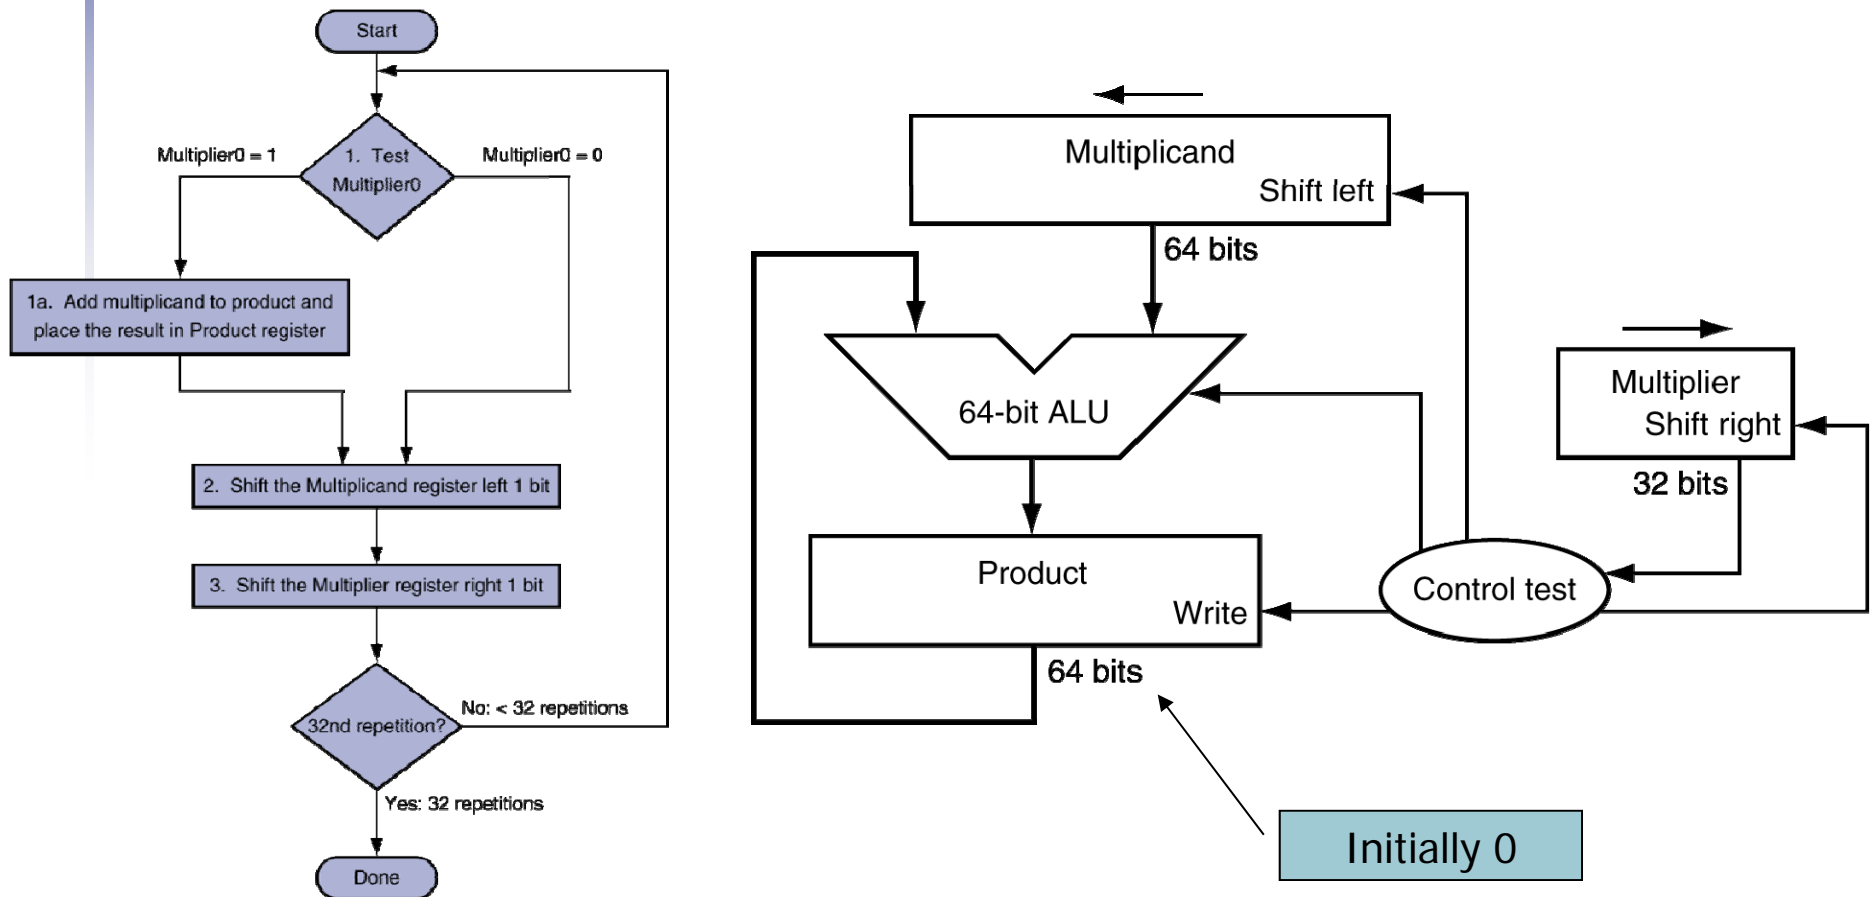 Start
Multiplier0 = 1
1. Test
Multiplier0
Multiplier0 = 0
1a. Add multiplicand to product and
place the result in Product register
2. Shift the Multiplicand register left 1 bit
3. Shift the Multiplier register right 1 bit
32nd repetition?
No: < 32 repetitions
Yes: 32 repetitions
Done
Multiplicand
Shift left
64 bits
64-bit ALU
Multiplier
Shift right
32 bits
Product
Write
Control test
64 bits
Initially 0